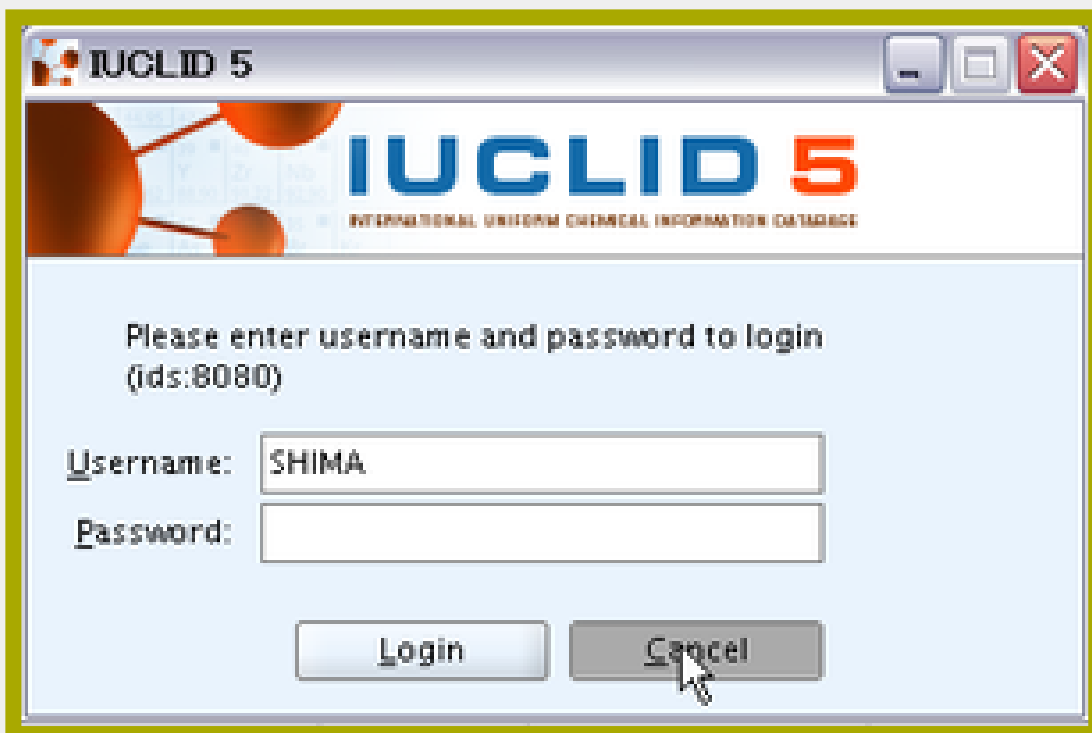 IUCLID 5
IUCLID 5
INTERNATIONAL UNIFORM CHEMICAL INFORMATION DATABASE
Please enter username and password to login
(ids:8080)
Username: SHIMA
Password:
Login Cancel